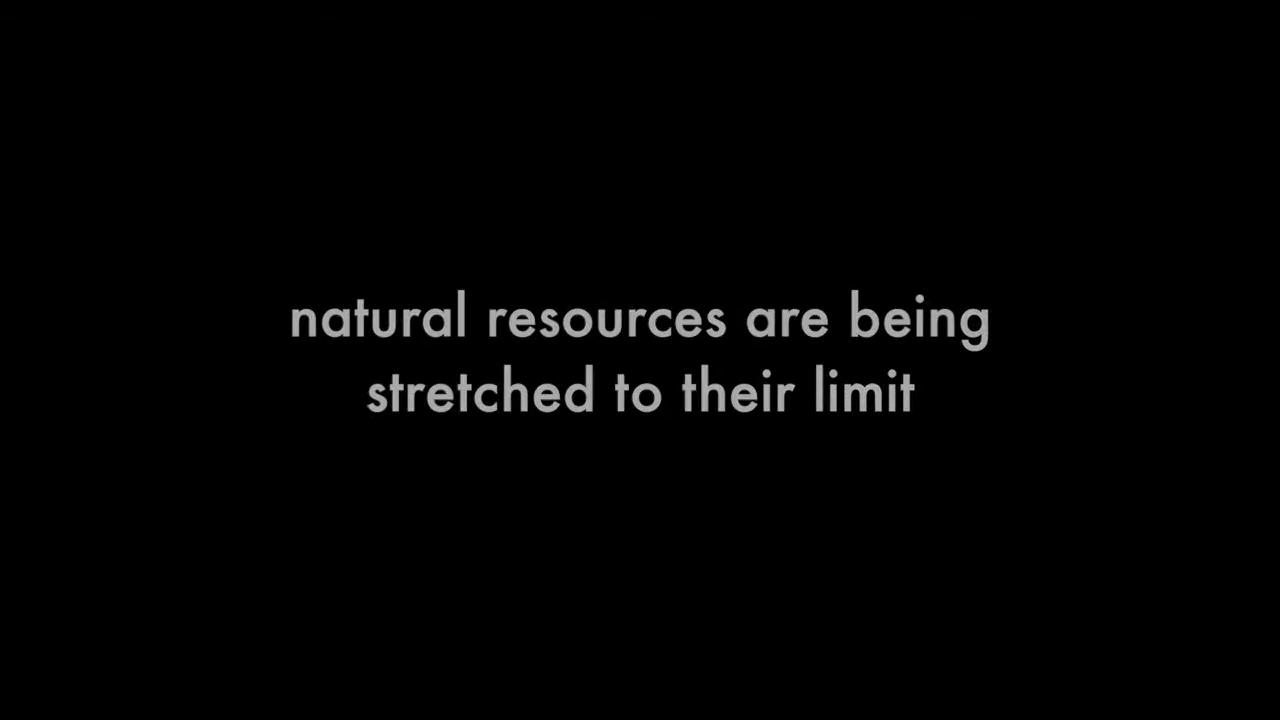 natural resources are being
stretched to their limit